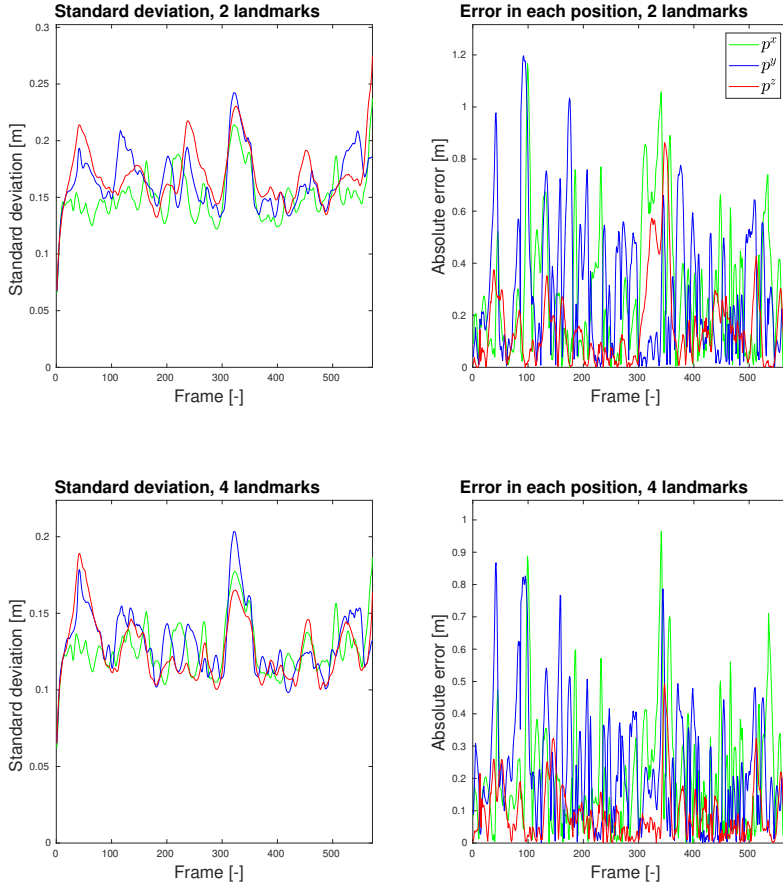 Standard deviation, 2 landmarks
Standard deviation [m]
0.3
0.25
0.2
0.15
0.1
0.05
0
0 100 200 300 400 500
Frame [-]
Error in each position, 2 landmarks
p^x
p^y
p^z
Absolute error [m]
1.2
1
0.8
0.6
0.4
0.2
0
0 100 200 300 400 500
Frame [-]
Standard deviation, 4 landmarks
Standard deviation [m]
0.2
0.15
0.1
0.05
0
0 100 200 300 400 500
Frame [-]
Error in each position, 4 landmarks
Absolute error [m]
1
0.9
0.8
0.7
0.6
0.5
0.4
0.3
0.2
0.1
0
0 100 200 300 400 500
Frame [-]